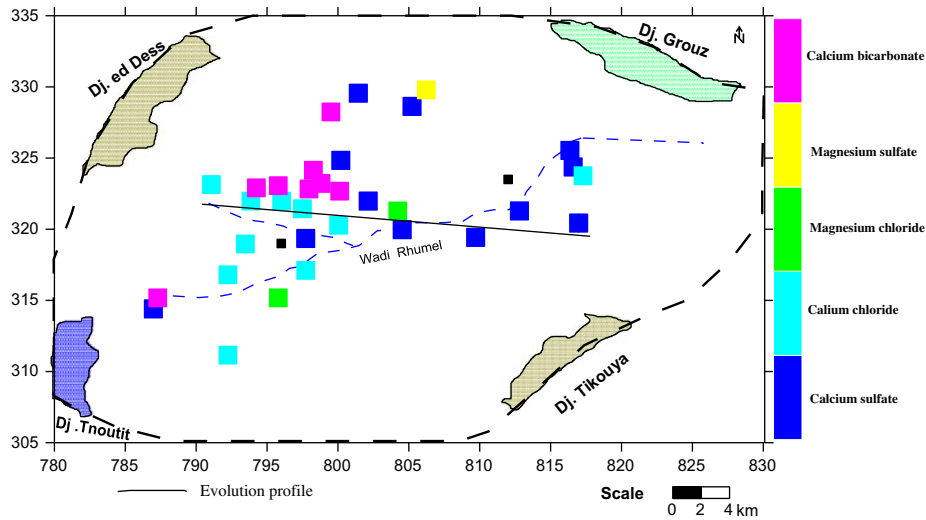 335
330
325
320
315
310
305
780
785
790
795
800
805
810
815
820
825
830
Dj. ed Dess
Dj. Grouz
N
Wadi Rhumel
Dj .Tnoutit
Dj. Tikouya
Calcium bicarbonate
Magnesium sulfate
Magnesium chloride
Calium chloride
Calcium sulfate
Evolution profile
Scale
0 2 4 km